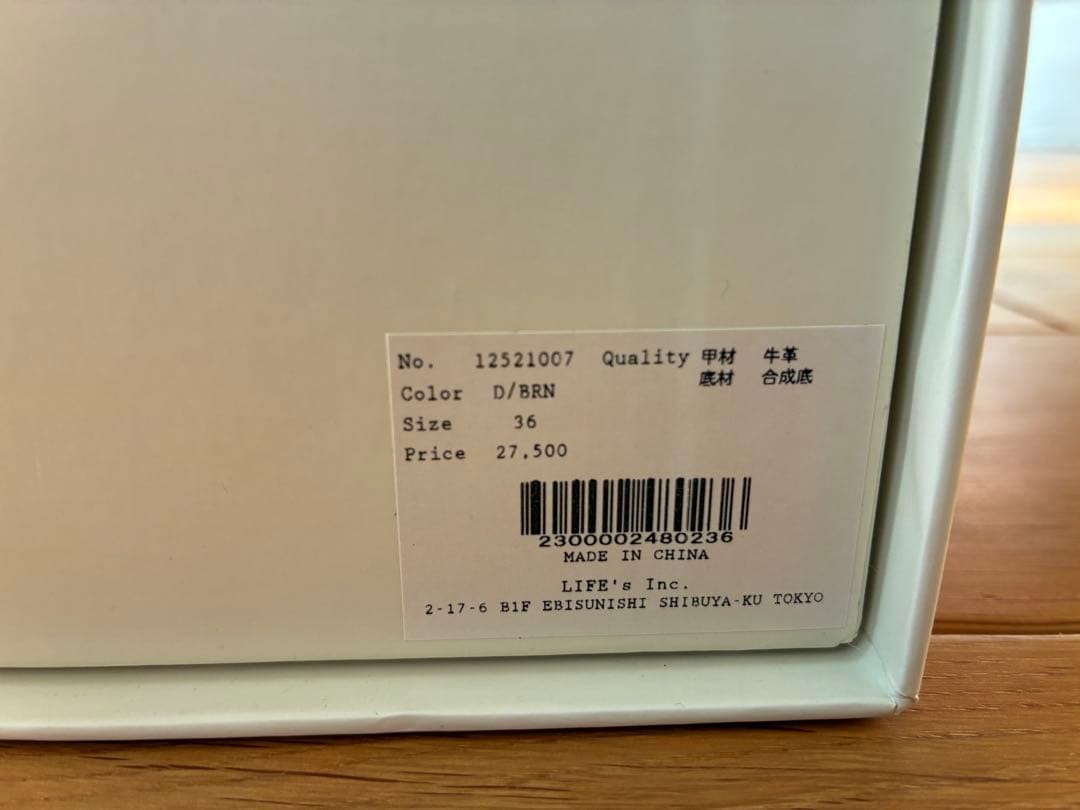 No. 12521007 Quality 甲材 牛革
底材 合成底
Color D/BRN
Size 36
Price 27,500
2300002480236
MADE IN CHINA
LIFE's Inc.
2-17-6 B1F EBISUNISHI SHIBUYA-KU TOKYO